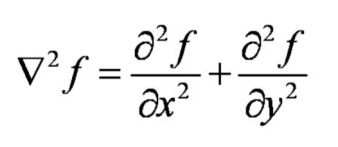 ∇²f = ∂²f/∂x² + ∂²f/∂y²